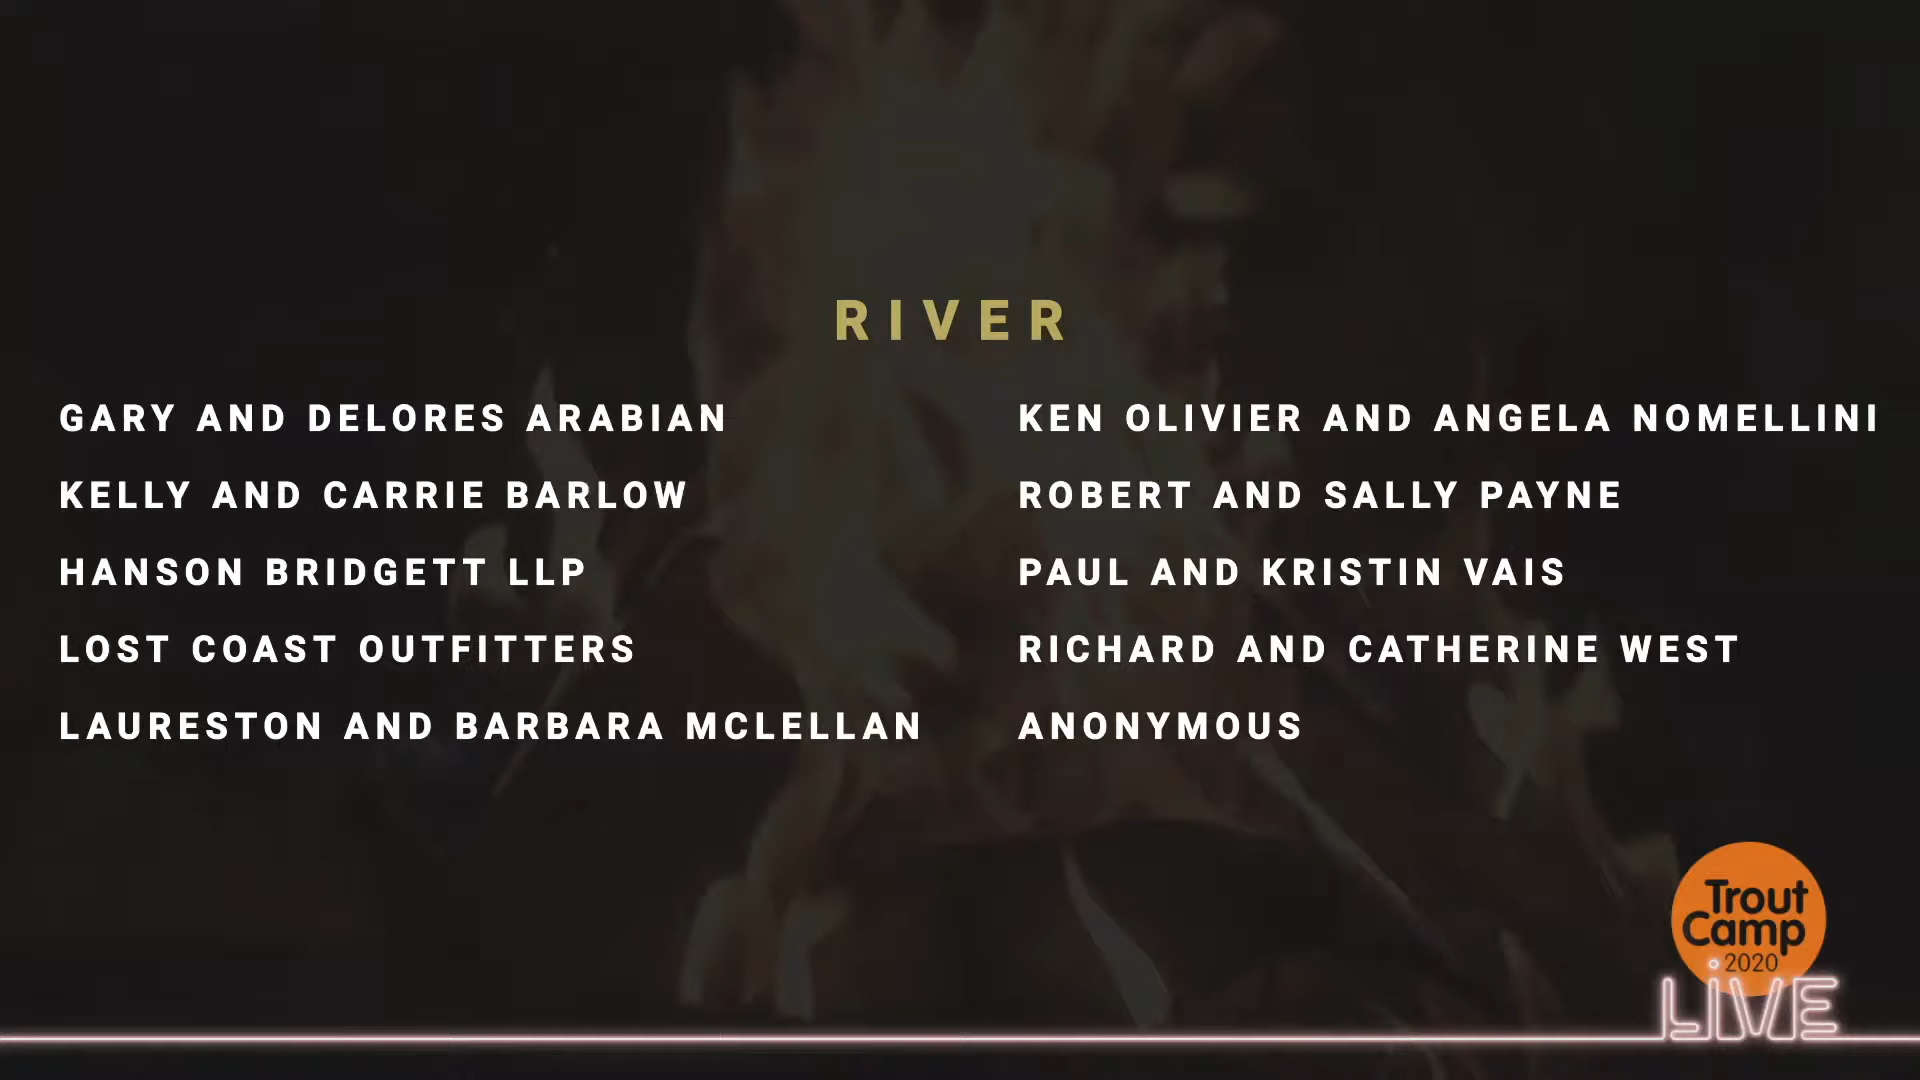 RIVER
GARY AND DELORES ARABIAN
KELLY AND CARRIE BARLOW
HANSON BRIDGETT LLP
LOST COAST OUTFITTERS
LAURESTON AND BARBARA MCLELLAN
KEN OLIVIER AND ANGELA NOMELLINI
ROBERT AND SALLY PAYNE
PAUL AND KRISTIN VAIS
RICHARD AND CATHERINE WEST
ANONYMOUS
Trout
Camp
2020
LiVE